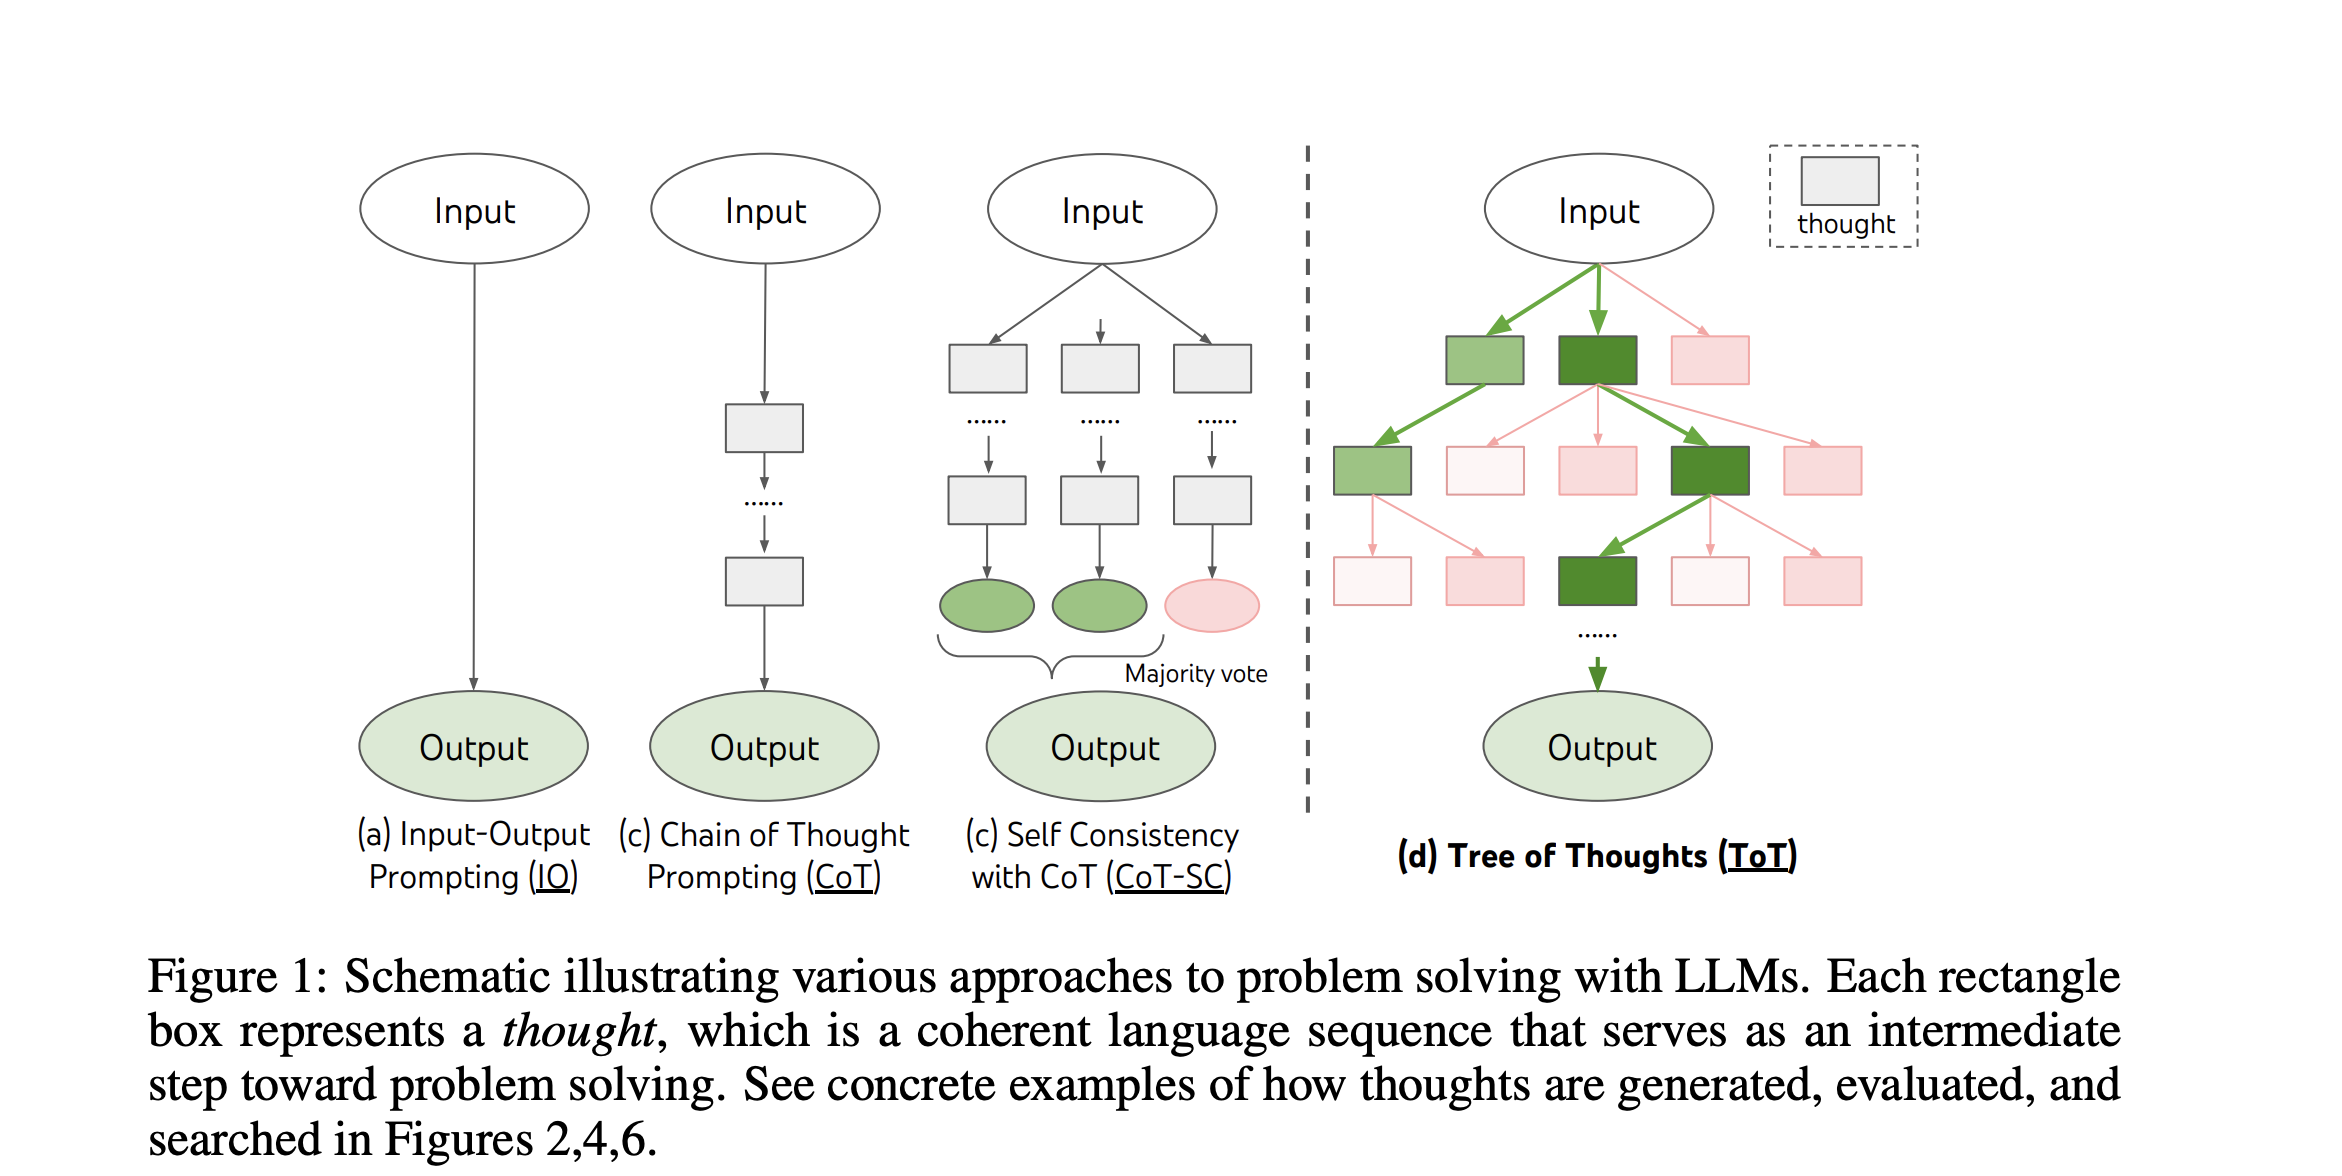 Input
Input
Input
Input
thought
......
......
......
......
......
Majority vote
Output
Output
Output
Output
(a) Input-Output
Prompting (IO)
(c) Chain of Thought
Prompting (CoT)
(c) Self Consistency
with CoT (CoT-SC)
(d) Tree of Thoughts (ToT)
Figure 1: Schematic illustrating various approaches to problem solving with LLMs. Each rectangle
box represents a thought, which is a coherent language sequence that serves as an intermediate
step toward problem solving. See concrete examples of how thoughts are generated, evaluated, and
searched in Figures 2,4,6.